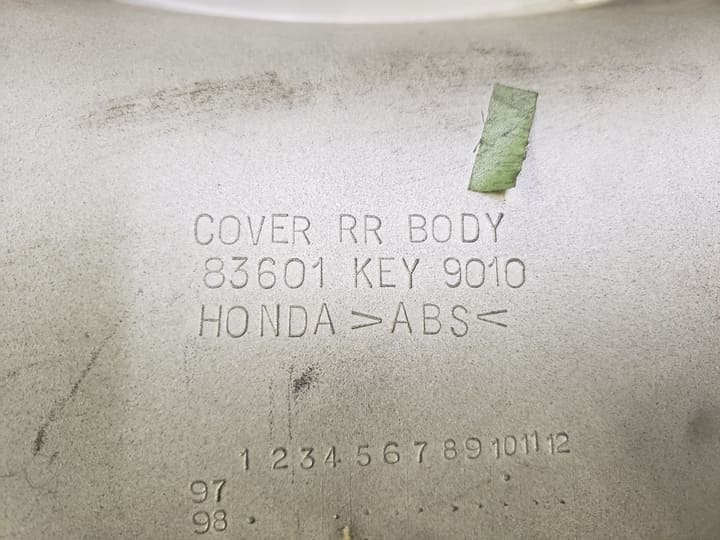 COVER RR BODY
83601 KEY 9010
HONDA >ABS<
1 2 3 4 5 6 7 8 9 10 11 12
97
98